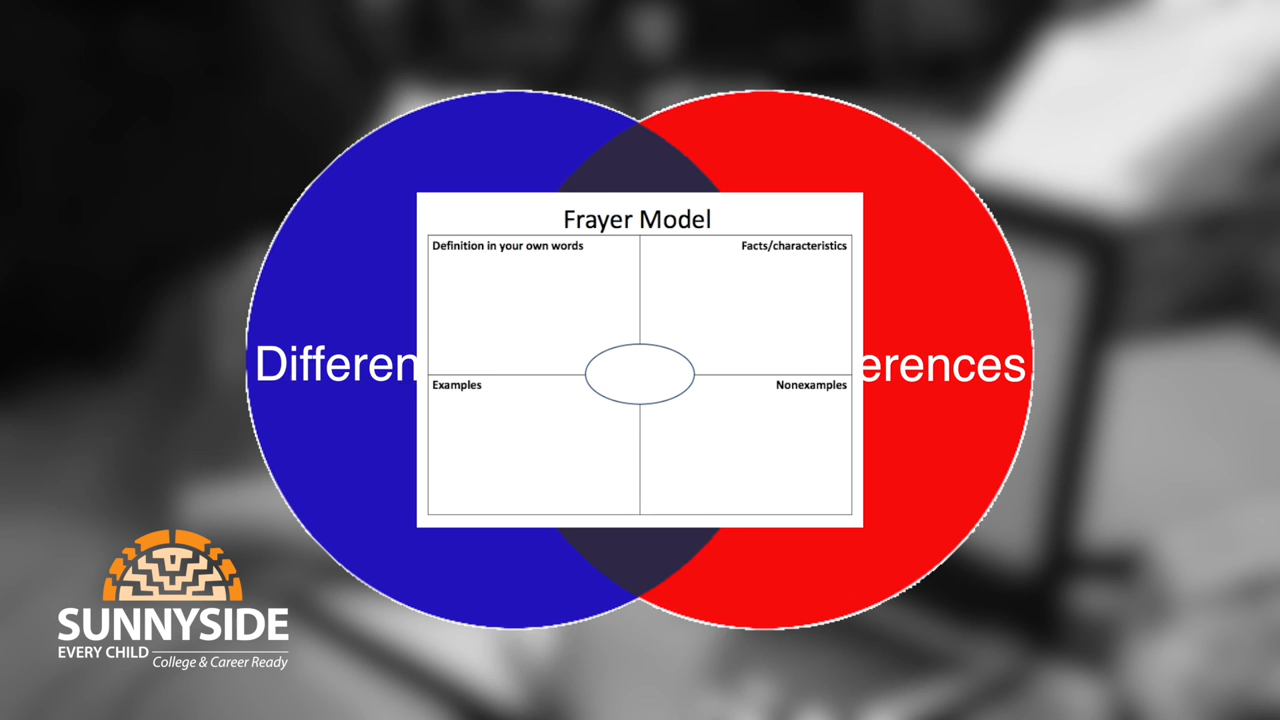 Frayer Model
Definition in your own words
Facts/characteristics
Differen
erences
Examples
Nonexamples
SUNNYSIDE
EVERY CHILD
College & Career Ready